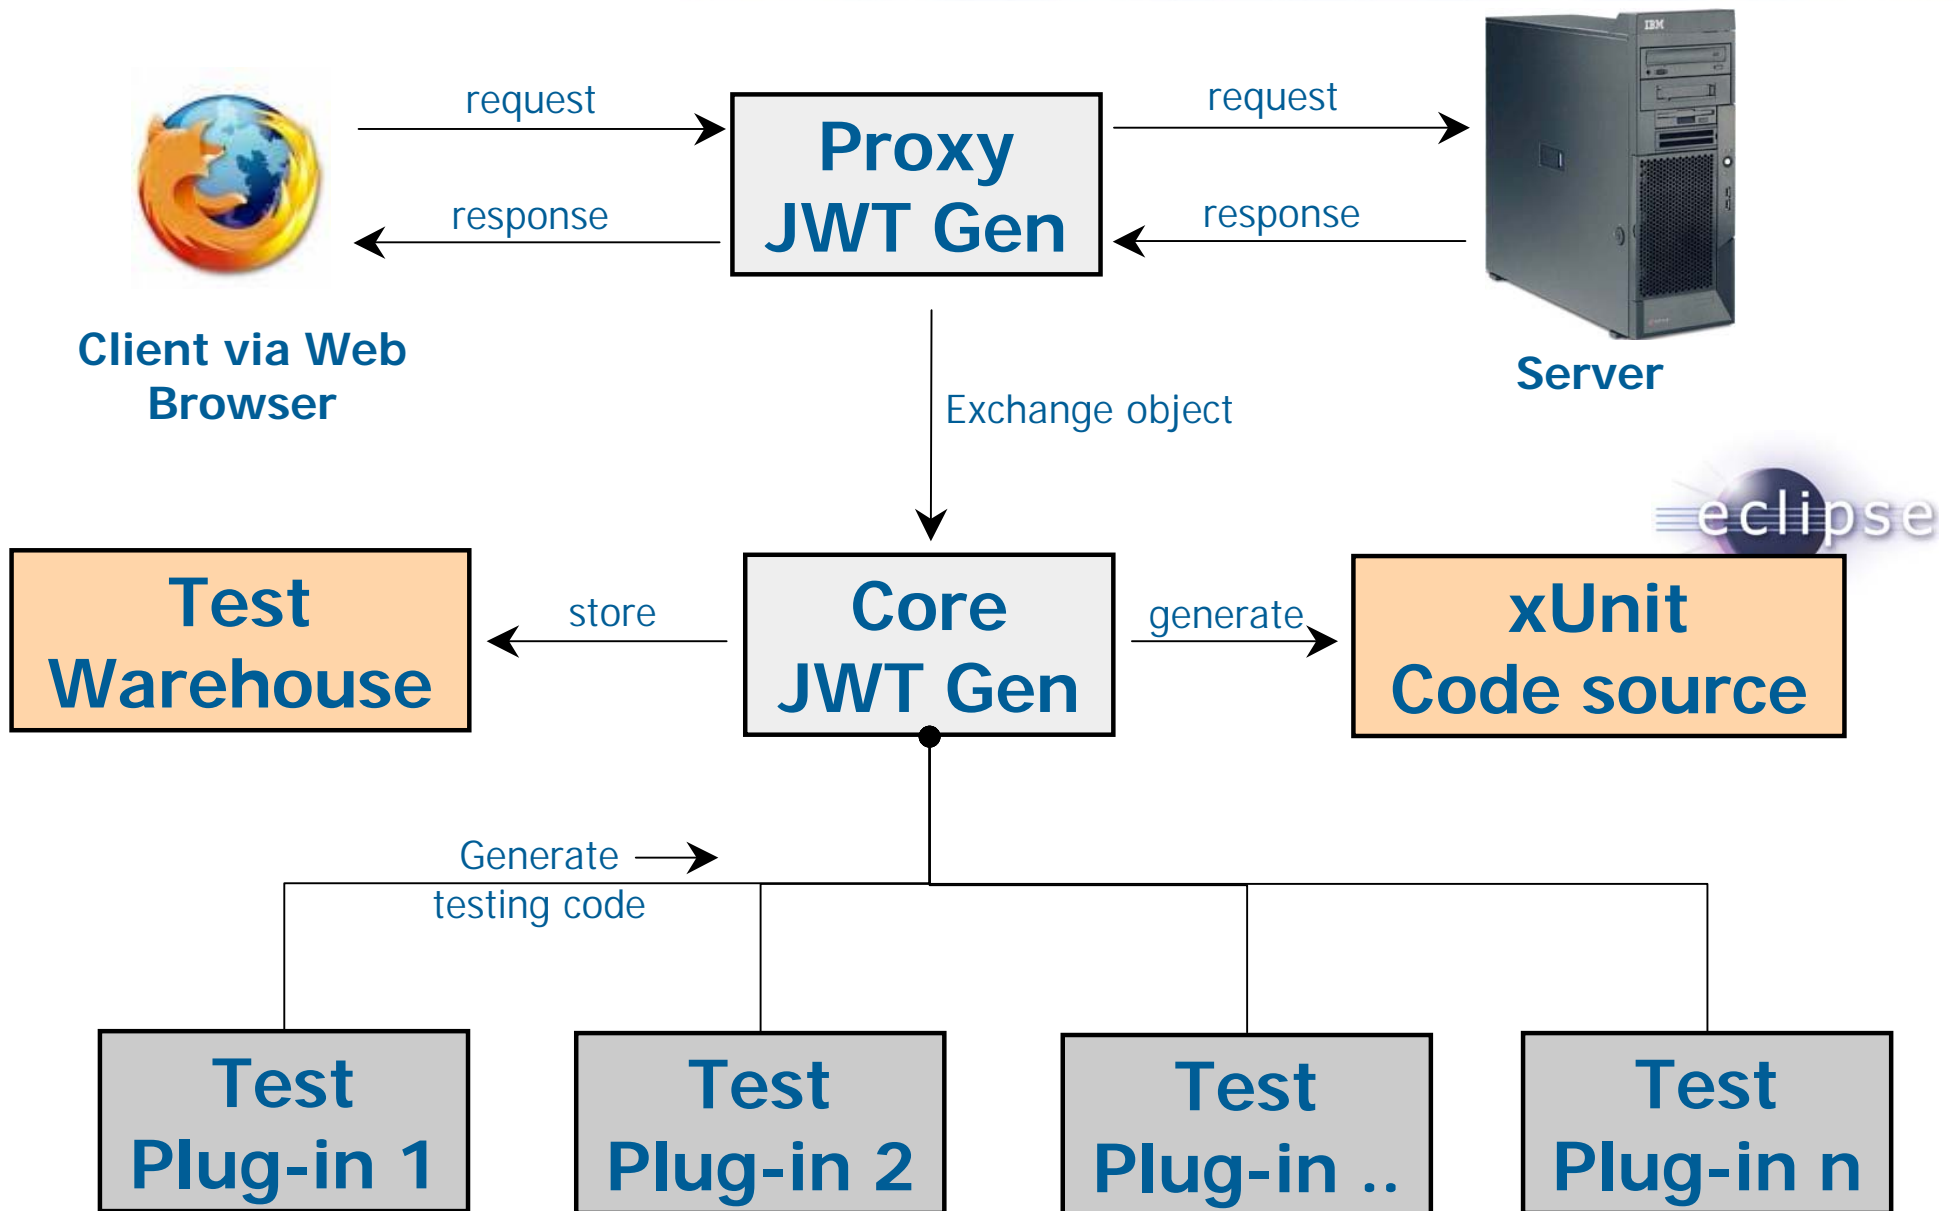 IBM
request
request
Proxy
JWT Gen
response
response
Client via Web
Browser
Server
Exchange object
eclipse
Test
Warehouse
store
Core
JWT Gen
generate
xUnit
Code source
Generate
testing code
Test
Plug-in 1
Test
Plug-in 2
Test
Plug-in ..
Test
Plug-in n